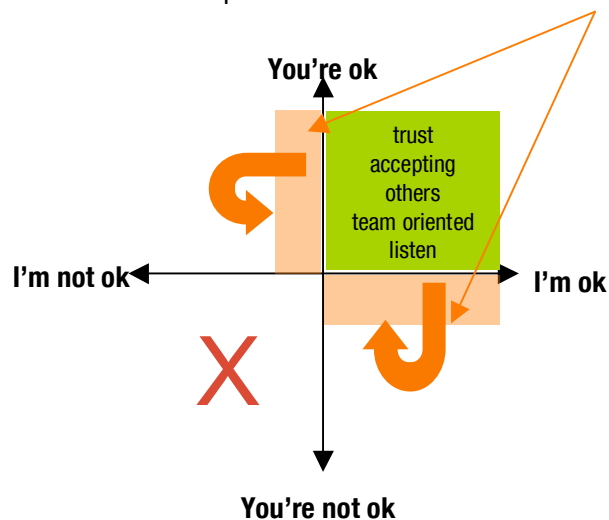 You’re ok
trust
accepting
others
team oriented
listen
I'm not ok
I’m ok
X
You're not ok